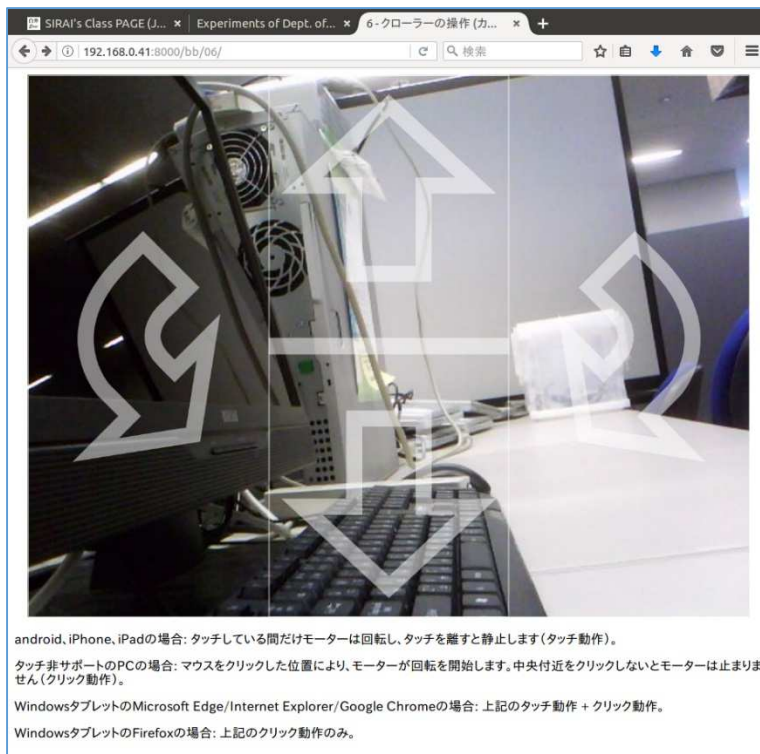 SIRAI's Class PAGE (J...
Experiments of Dept. of...
6 - クローラーの操作 (カ...
192.168.0.41:8000/bb/06/
検索
android、iPhone、iPadの場合: タッチしている間だけモーターは回転し、タッチを離すと静止します(タッチ動作)。
タッチ非サポートのPCの場合: マウスをクリックした位置により、モーターが回転を開始します。中央付近をクリックしないとモーターは止まりま
せん(クリック動作)。
WindowsタブレットのMicrosoft Edge/Internet Explorer/Google Chromeの場合: 上記のタッチ動作 + クリック動作。
WindowsタブレットのFirefoxの場合: 上記のクリック動作のみ。